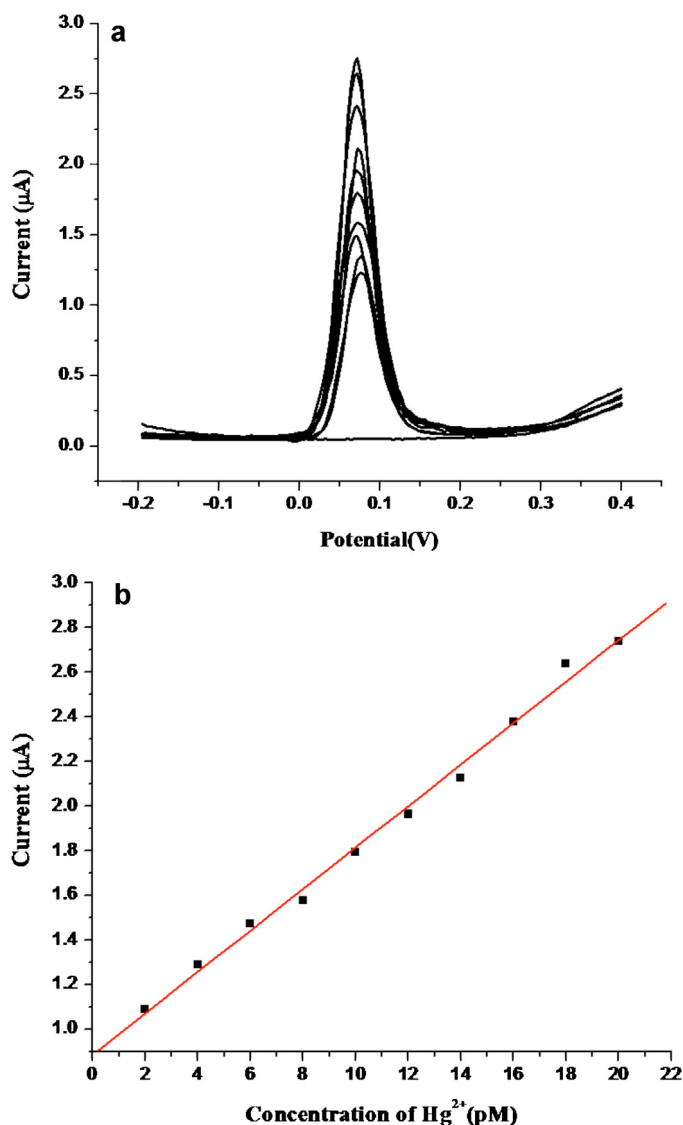 a
3.0
2.5
2.0
1.5
1.0
0.5
0.0
Current (μA)
-0.2 -0.1 0.0 0.1 0.2 0.3 0.4
Potential(V)
b
3.0
2.8
2.6
2.4
2.2
2.0
1.8
1.6
1.4
1.2
1.0
Current (μA)
0 2 4 6 8 10 12 14 16 18 20 22
Concentration of Hg²⁺(pM)